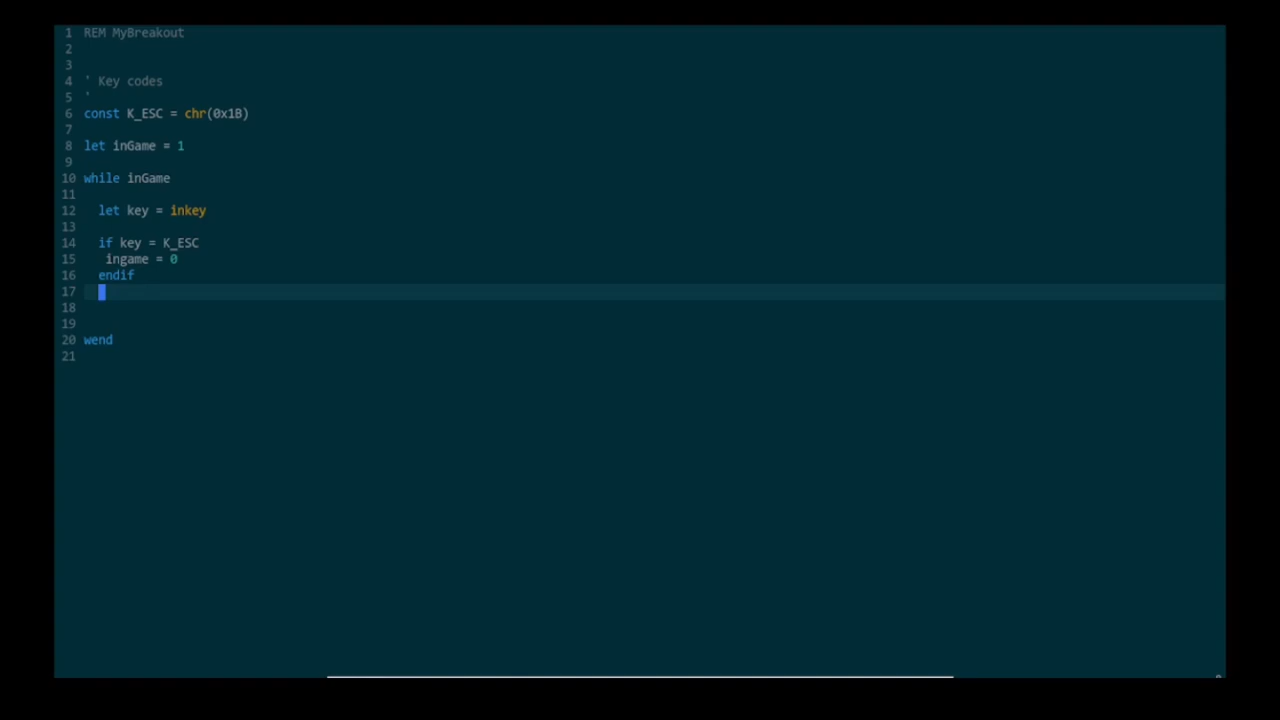 1 REM MyBreakout
2
3
4 ' Key codes
5 '
6 const K_ESC = chr(0x1B)
7
8 let inGame = 1
9
10 while inGame
11
12 let key = inkey
13
14 if key = K_ESC
15 ingame = 0
16 endif
17
18
19
20 wend
21